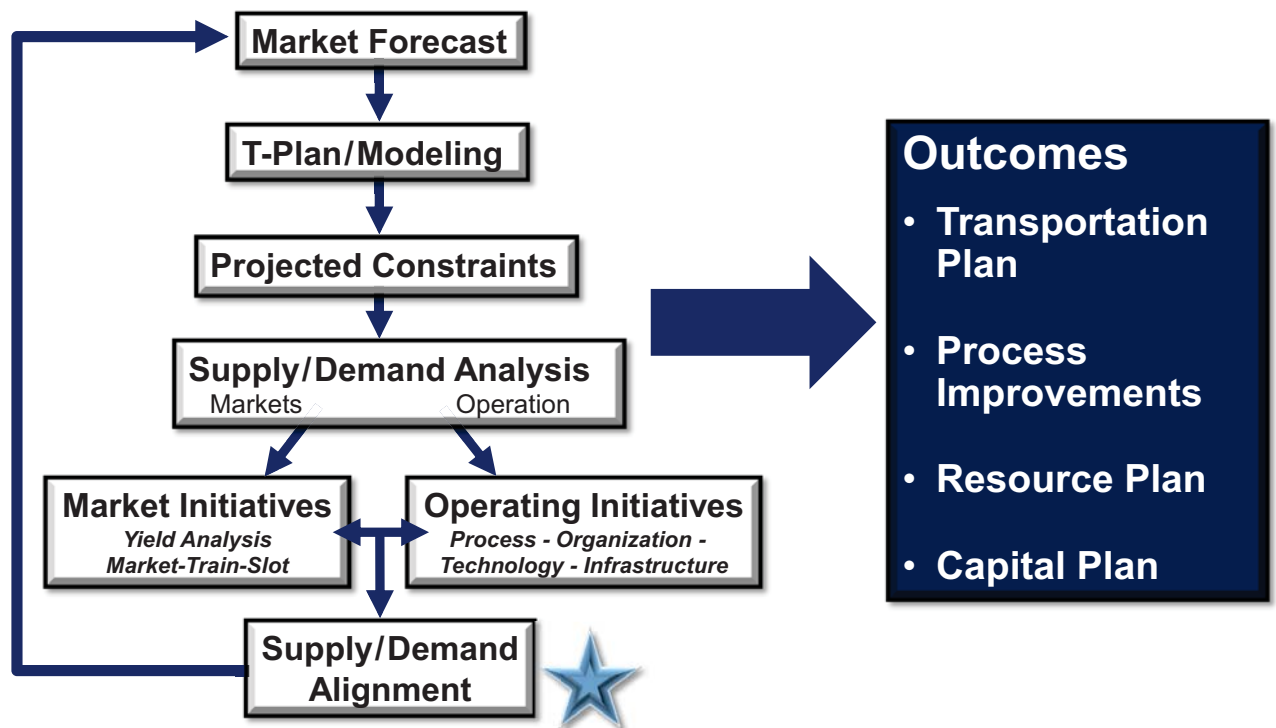 Market Forecast
T-Plan/Modeling
Projected Constraints
Supply/Demand Analysis
Markets Operation
Market Initiatives
Yield Analysis
Market-Train-Slot
Operating Initiatives
Process - Organization -
Technology - Infrastructure
Supply/Demand
Alignment
Outcomes
• Transportation
Plan
• Process
Improvements
• Resource Plan
• Capital Plan